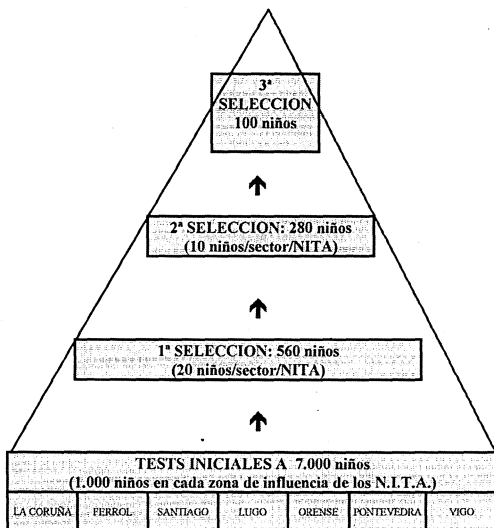 3ª
SELECCION
100 niños
2ª SELECCION: 280 niños
(10 niños/sector/NITA)
1ª SELECCION: 560 niños
(20 niños/sector/NITA)
TESTS INICIALES A 7.000 niños
(1.000 niños en cada zona de influencia de los N.I.T.A.)
LA CORUÑA FERROL SANTIAGO LUGO ORENSE PONTEVEDRA VIGO